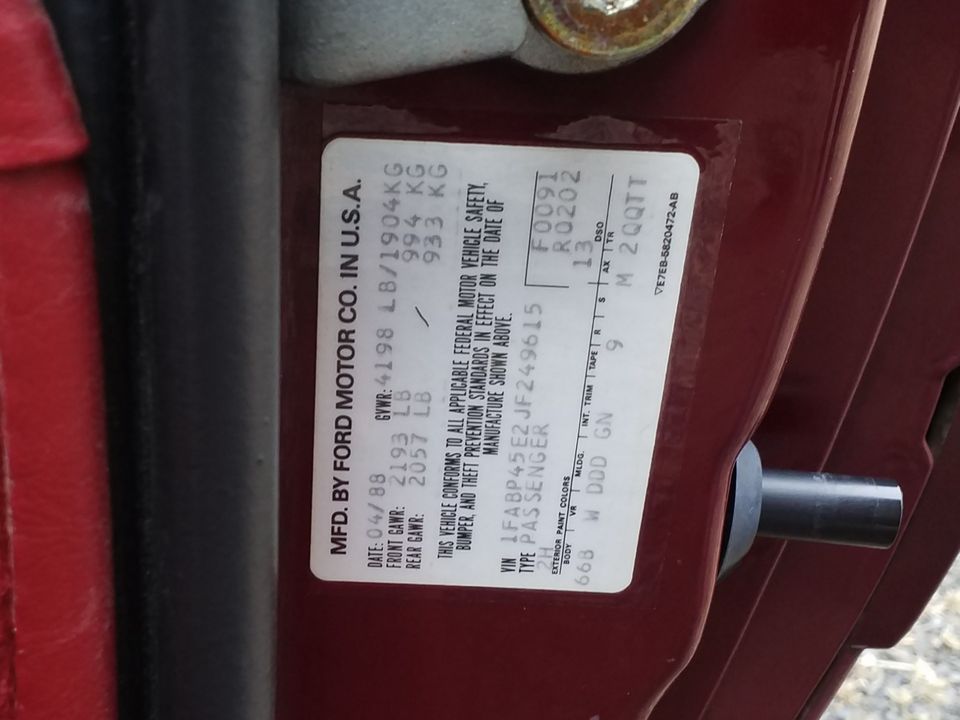 MFD. BY FORD MOTOR CO. IN U.S.A.
DATE: 04/88 GVWR: 4198 LB/1904KG
FRONT GAWR: 2193 LB 994 KG
REAR GAWR: 2057 LB / 933 KG
THIS VEHICLE CONFORMS TO ALL APPLICABLE FEDERAL MOTOR VEHICLE SAFETY,
BUMPER, AND THEFT PREVENTION STANDARDS IN EFFECT ON THE DATE OF
MANUFACTURE SHOWN ABOVE.
VIN 1FABP45E2JF249615 F0091
TYPE PASSENGER R0202
2H 13
EXTERIOR PAINT COLORS DSO
BODY VR MLDG. INT. TRIM TAPE R S AX TR
66B W DDD GN 9 M 2QQTT
▽E7EB-5820472-AB